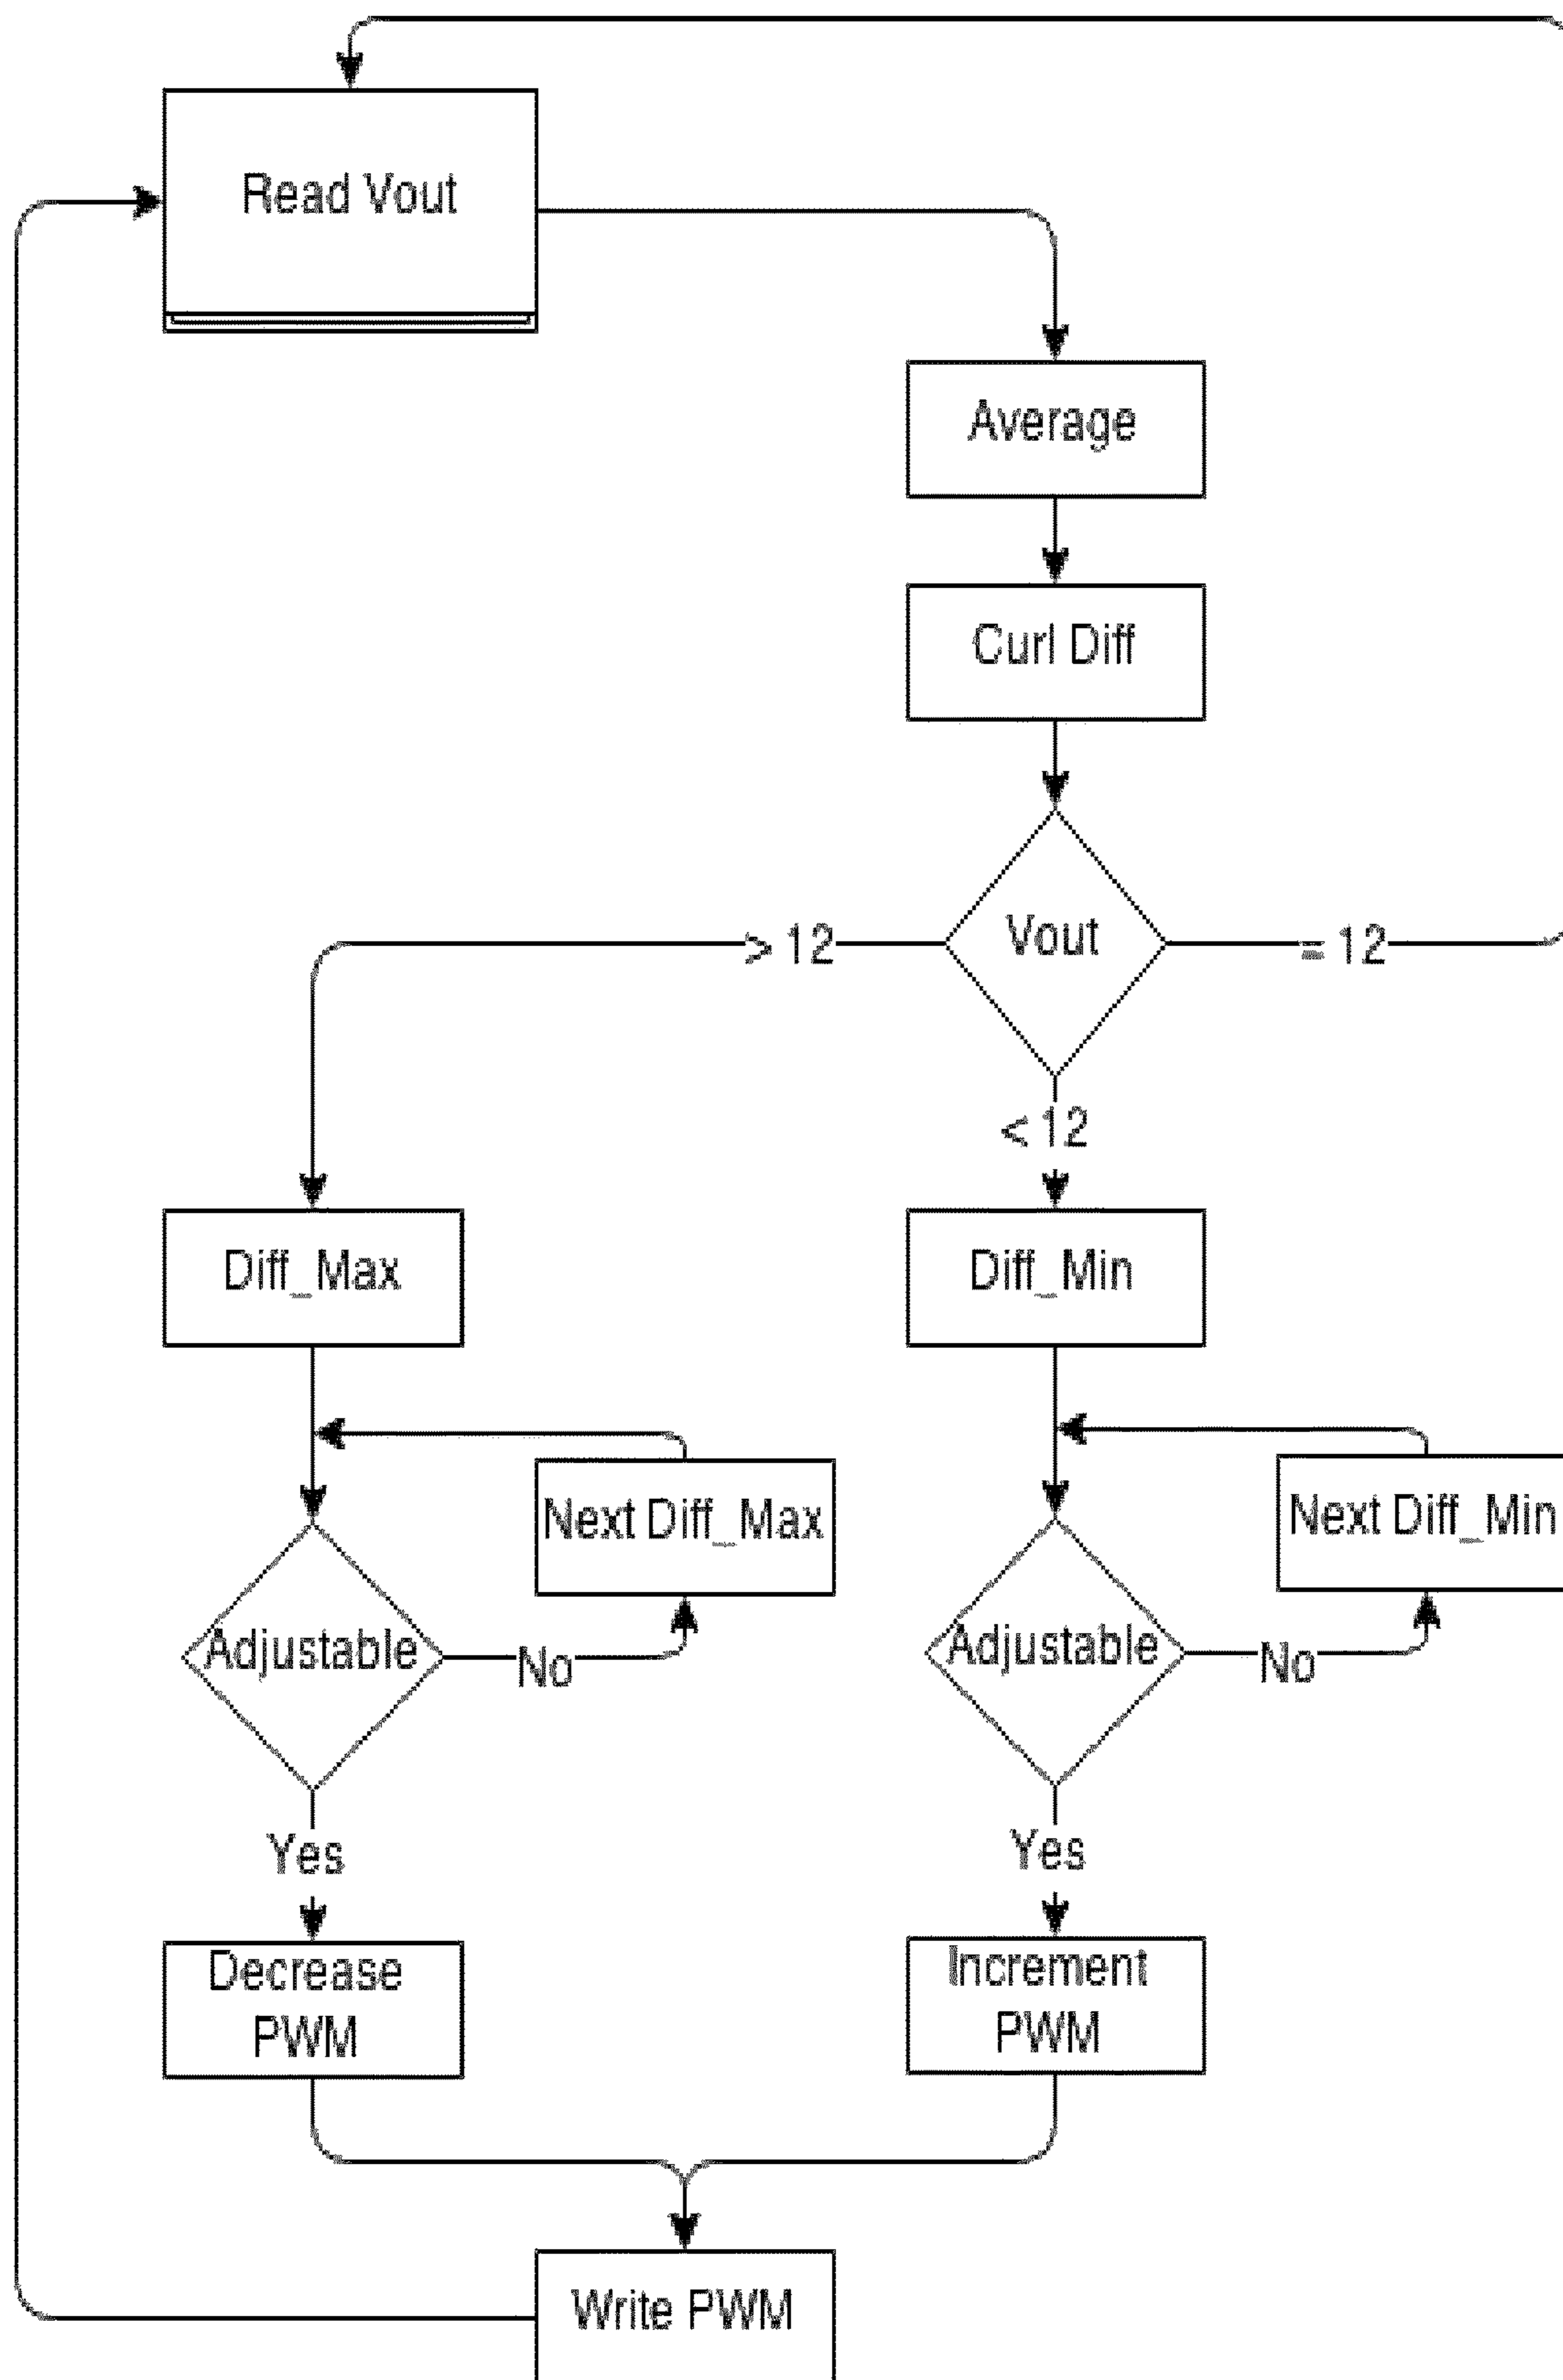 Read Vout
Average
Curl Diff
Vout
> 12
= 12
< 12
Diff_Max
Diff_Min
Next Diff_Max
Next Diff_Min
Adjustable
No
Adjustable
No
Yes
Yes
Decrease
PWM
Increment
PWM
Write PWM